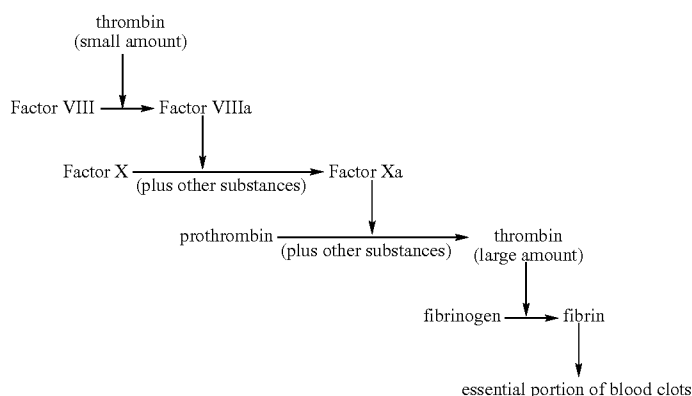 thrombin
(small amount)
Factor VIII
Factor VIIIa
Factor X
(plus other substances)
Factor Xa
prothrombin
(plus other substances)
thrombin
(large amount)
fibrinogen
fibrin
essential portion of blood clots